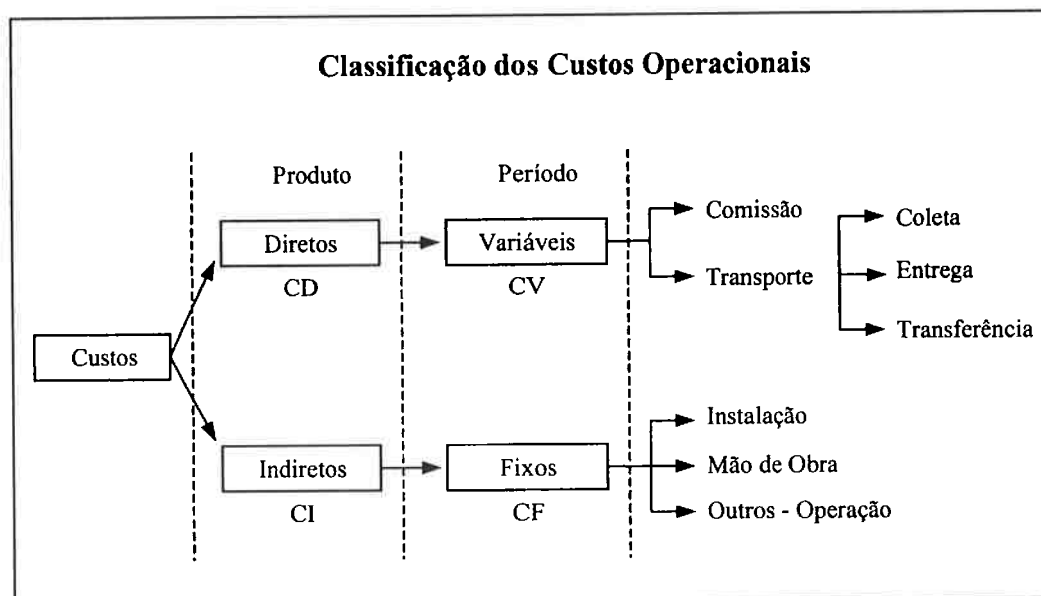 Classificação dos Custos Operacionais
Produto
Período
Diretos
CD
Variáveis
CV
Comissão
Transporte
Coleta
Entrega
Transferência
Custos
Indiretos
CI
Fixos
CF
Instalação
Mão de Obra
Outros - Operação